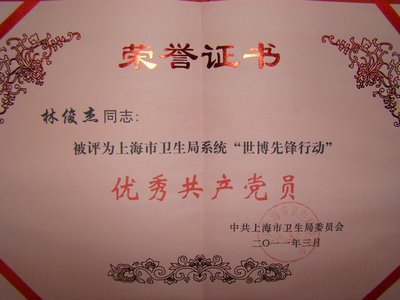 荣誉证书
林俊杰同志：
被评为上海市卫生局系统“世博先锋行动”
优秀共产党员
中共上海市卫生局委员会
二〇一一年三月